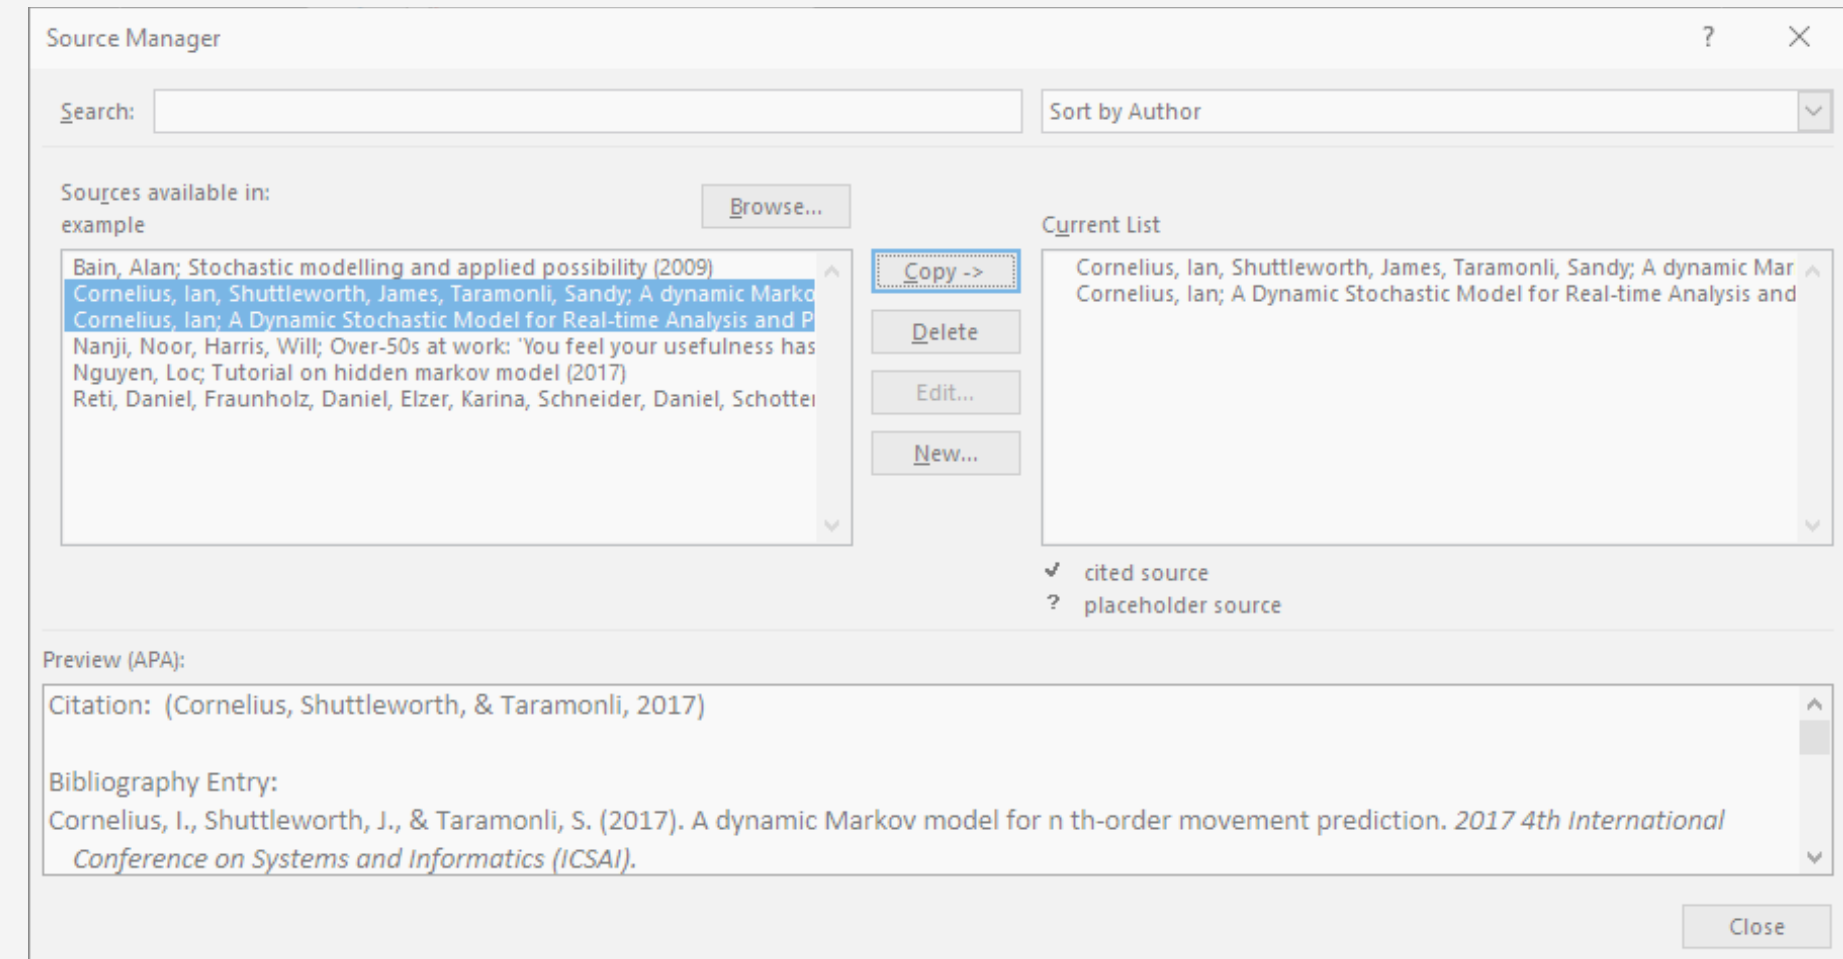 Source Manager
?
Search:
Sort by Author
Sources available in:
example
Browse...
Current List
Bain, Alan; Stochastic modelling and applied possibility (2009)
Cornelius, Ian, Shuttleworth, James, Taramonli, Sandy; A dynamic Marko
Cornelius, Ian; A Dynamic Stochastic Model for Real-time Analysis and P
Nanji, Noor, Harris, Will; Over-50s at work: 'You feel your usefulness has
Nguyen, Loc; Tutorial on hidden markov model (2017)
Reti, Daniel, Fraunholz, Daniel, Elzer, Karina, Schneider, Daniel, Schotter
Copy ->
Delete
Edit...
New...
Cornelius, Ian, Shuttleworth, James, Taramonli, Sandy; A dynamic Mar
Cornelius, Ian; A Dynamic Stochastic Model for Real-time Analysis and
✓ cited source
? placeholder source
Preview (APA):
Citation: (Cornelius, Shuttleworth, & Taramonli, 2017)
Bibliography Entry:
Cornelius, I., Shuttleworth, J., & Taramonli, S. (2017). A dynamic Markov model for n th-order movement prediction. 2017 4th International
Conference on Systems and Informatics (ICSAI).
Close